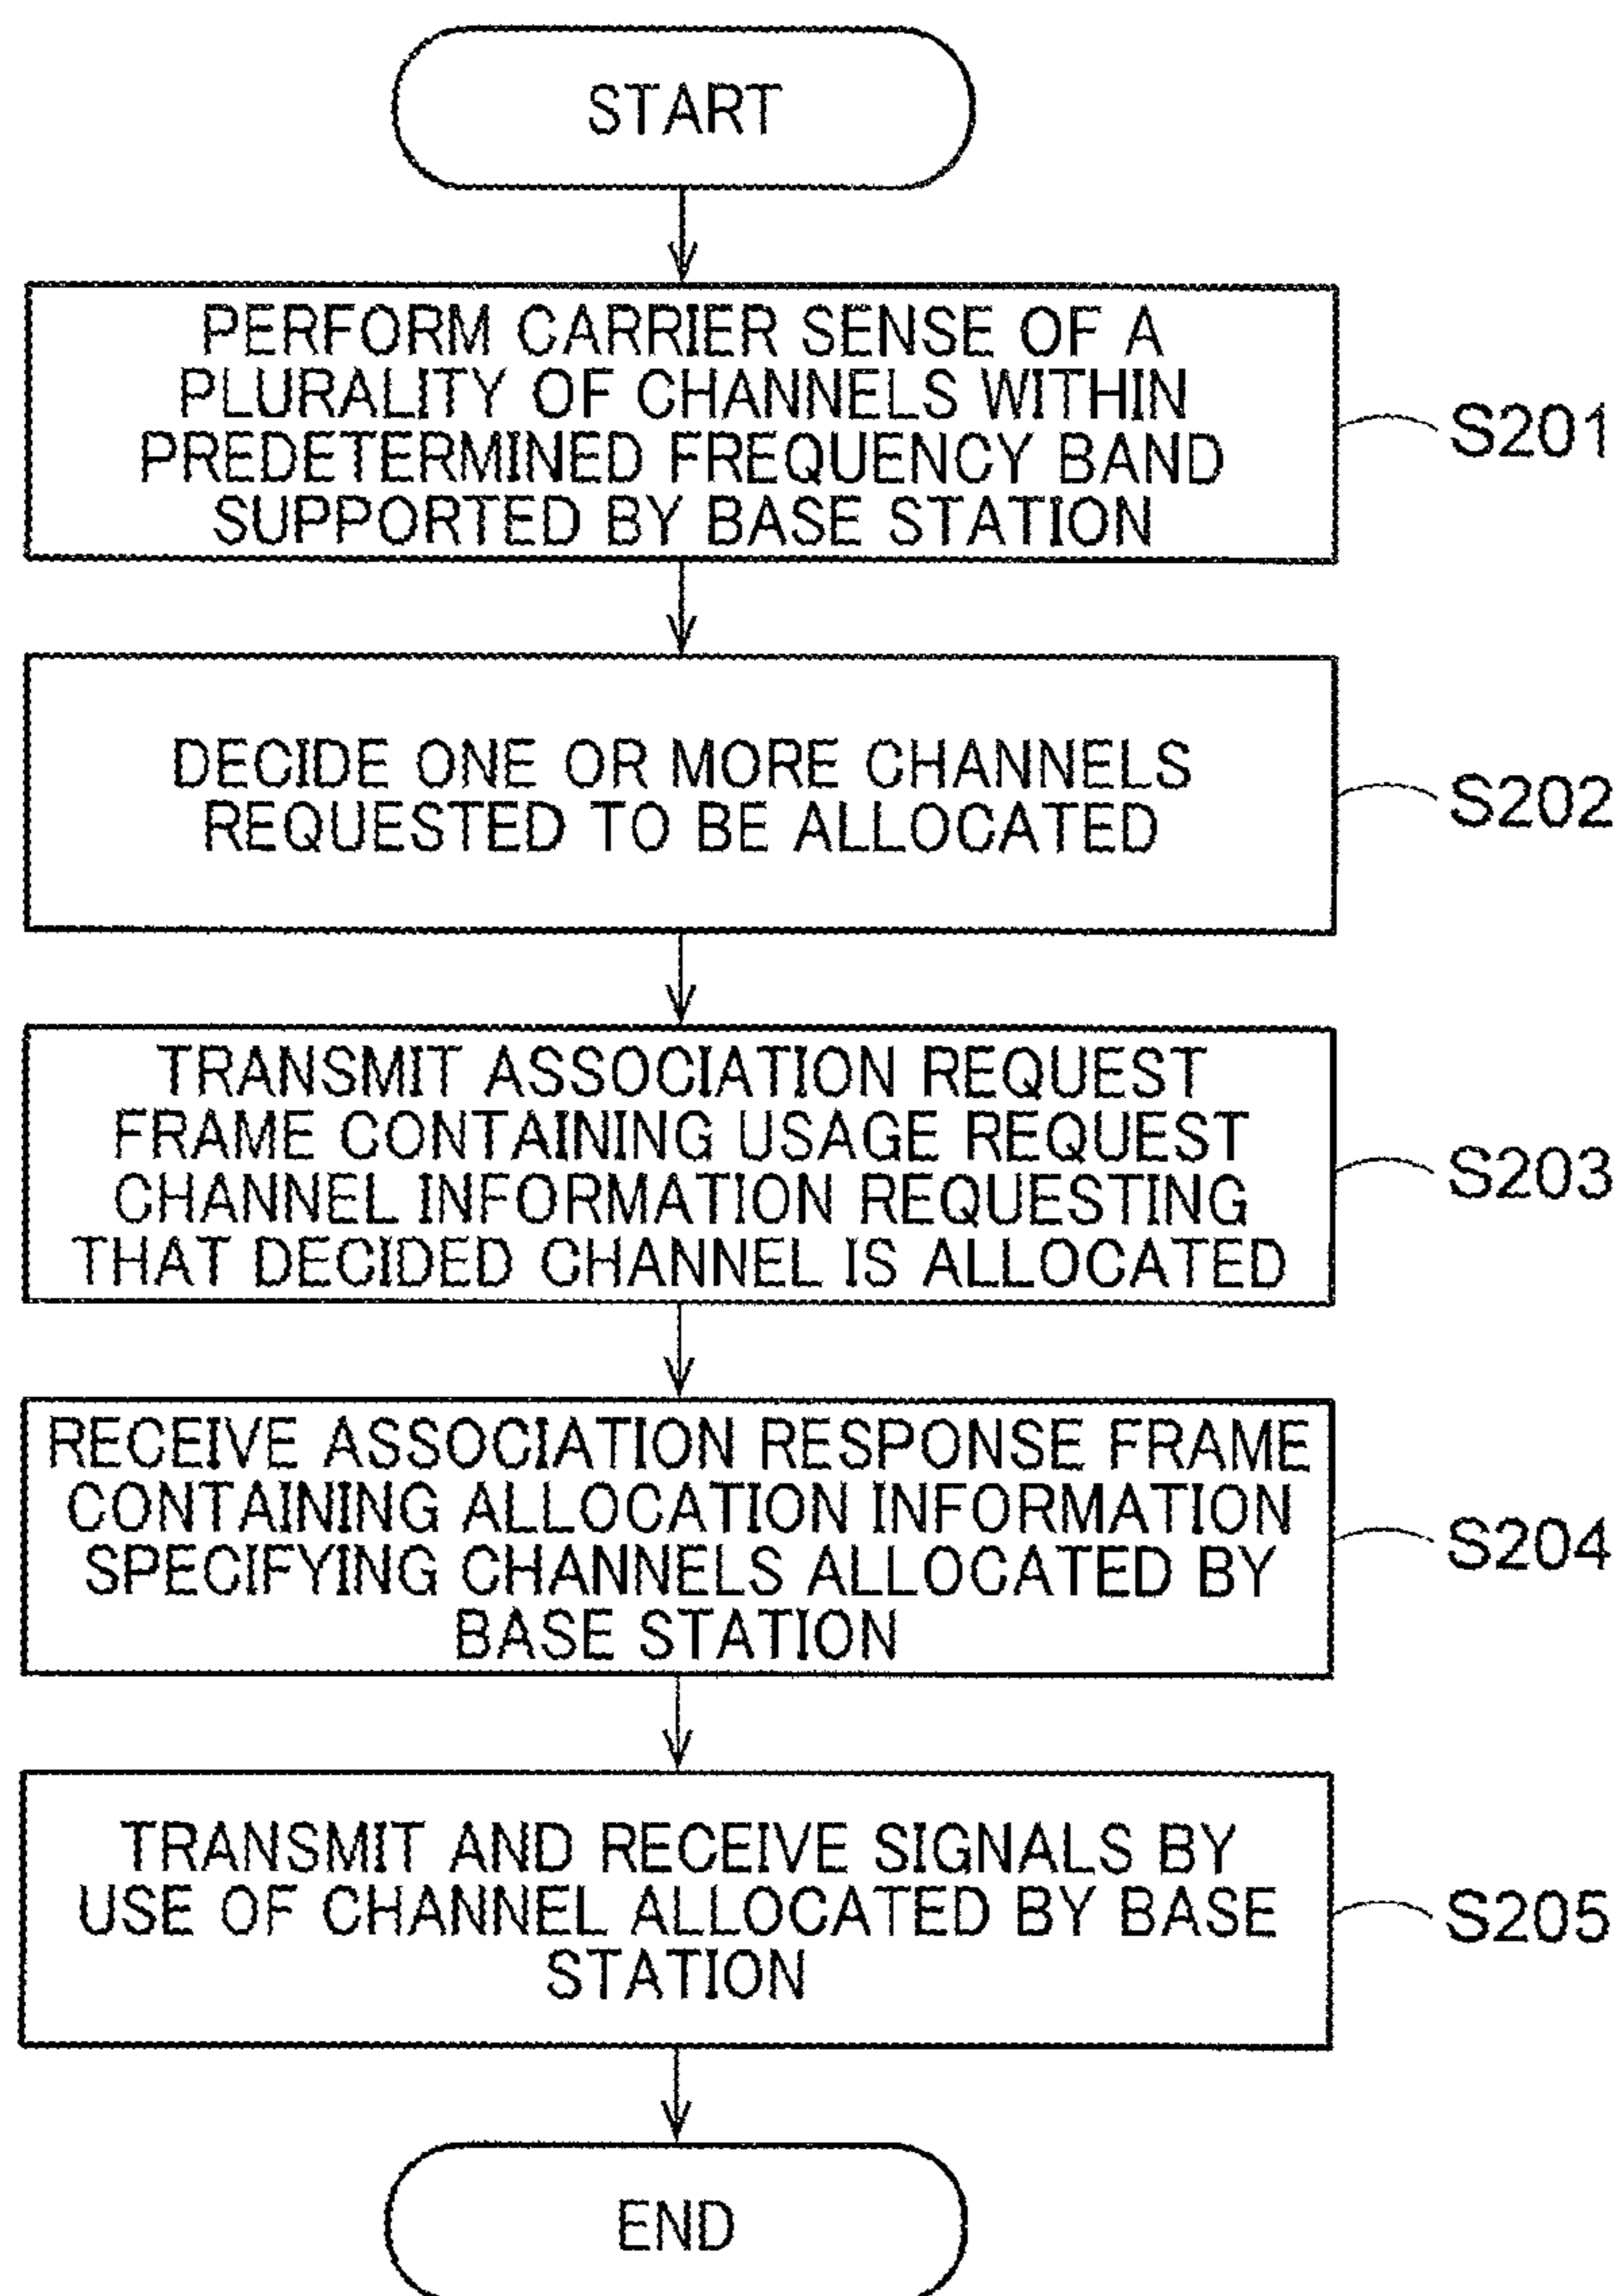 START
PERFORM CARRIER SENSE OF A
PLURALITY OF CHANNELS WITHIN
PREDETERMINED FREQUENCY BAND
SUPPORTED BY BASE STATION
S201
DECIDE ONE OR MORE CHANNELS
REQUESTED TO BE ALLOCATED
S202
TRANSMIT ASSOCIATION REQUEST
FRAME CONTAINING USAGE REQUEST
CHANNEL INFORMATION REQUESTING
THAT DECIDED CHANNEL IS ALLOCATED
S203
RECEIVE ASSOCIATION RESPONSE FRAME
CONTAINING ALLOCATION INFORMATION
SPECIFYING CHANNELS ALLOCATED BY
BASE STATION
S204
TRANSMIT AND RECEIVE SIGNALS BY
USE OF CHANNEL ALLOCATED BY BASE
STATION
S205
END